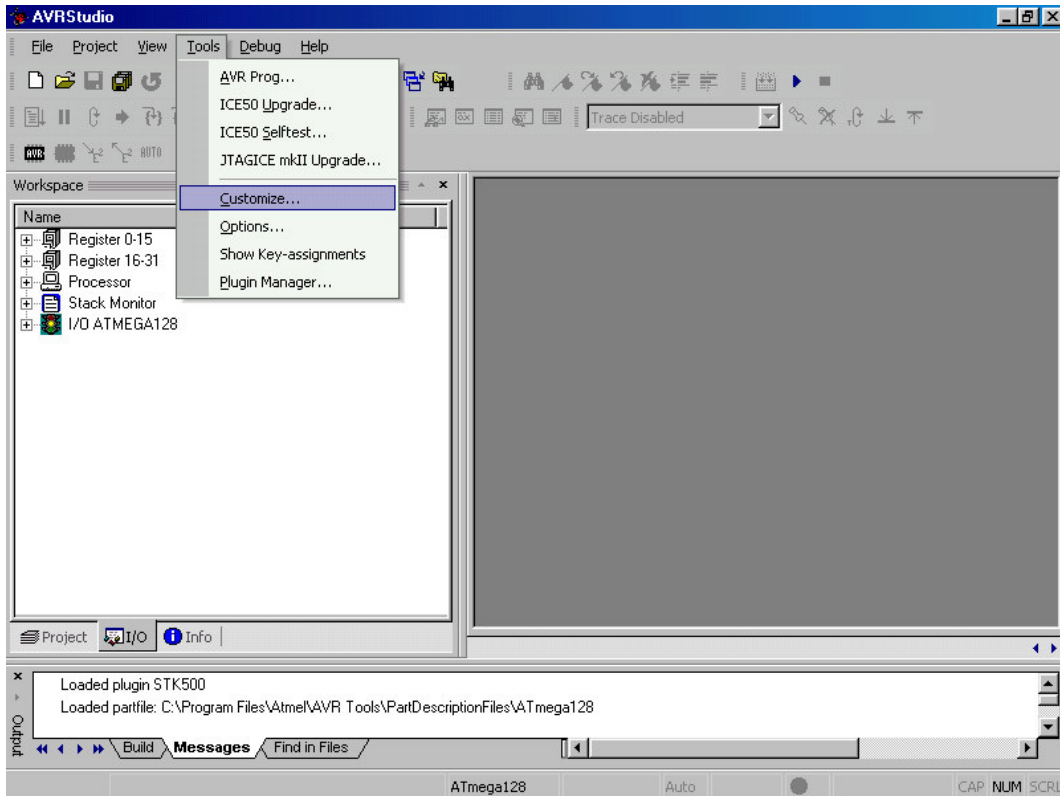 AVRStudio
File Project View Tools Debug Help
AVR Prog...
ICE50 Upgrade...
ICE50 Selftest...
JTAGICE mkII Upgrade...
Customize...
Options...
Show Key-assignments
Plugin Manager...
Trace Disabled
AVR AUTO
Workspace
Name
Register 0-15
Register 16-31
Processor
Stack Monitor
I/O ATMEGA128
Project I/O Info
Loaded plugin STK500
Loaded partfile: C:\Program Files\Atmel\AVR Tools\PartDescriptionFiles\ATmega128
Output
Build Messages Find in Files
ATmega128 Auto CAP NUM SCRL